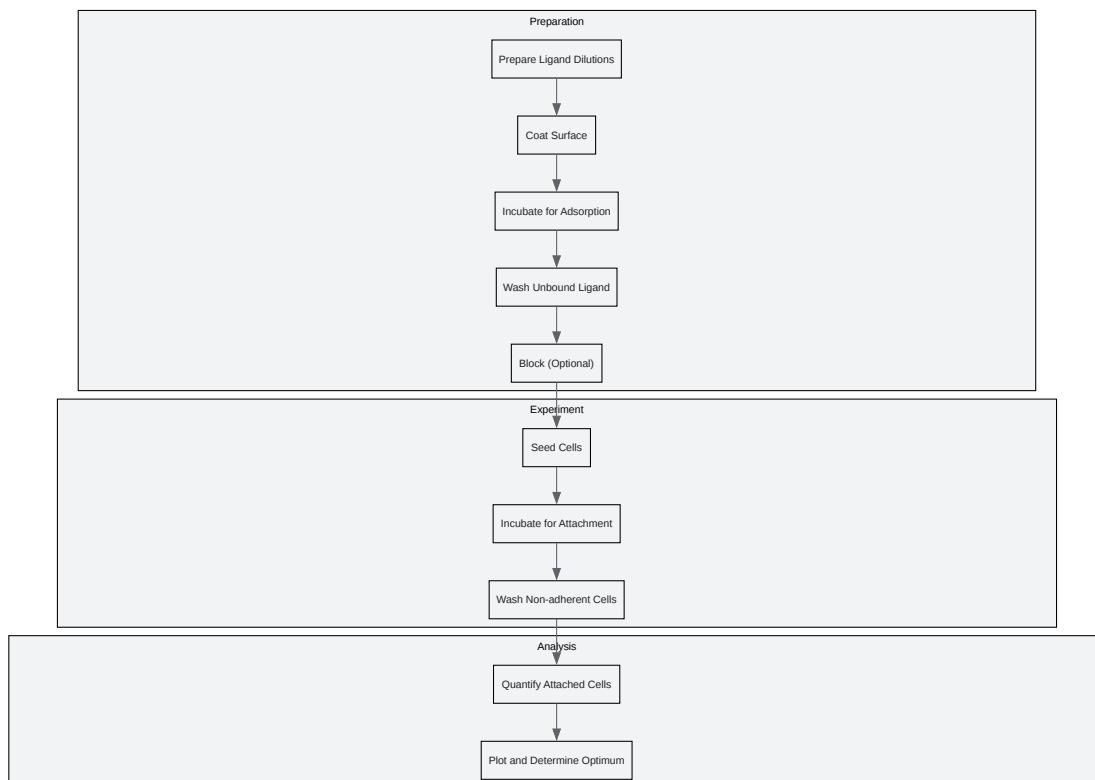 Preparation
Prepare Ligand Dilutions
Coat Surface
Incubate for Adsorption
Wash Unbound Ligand
Block (Optional)
Experiment
Seed Cells
Incubate for Attachment
Wash Non-adherent Cells
Analysis
Quantify Attached Cells
Plot and Determine Optimum